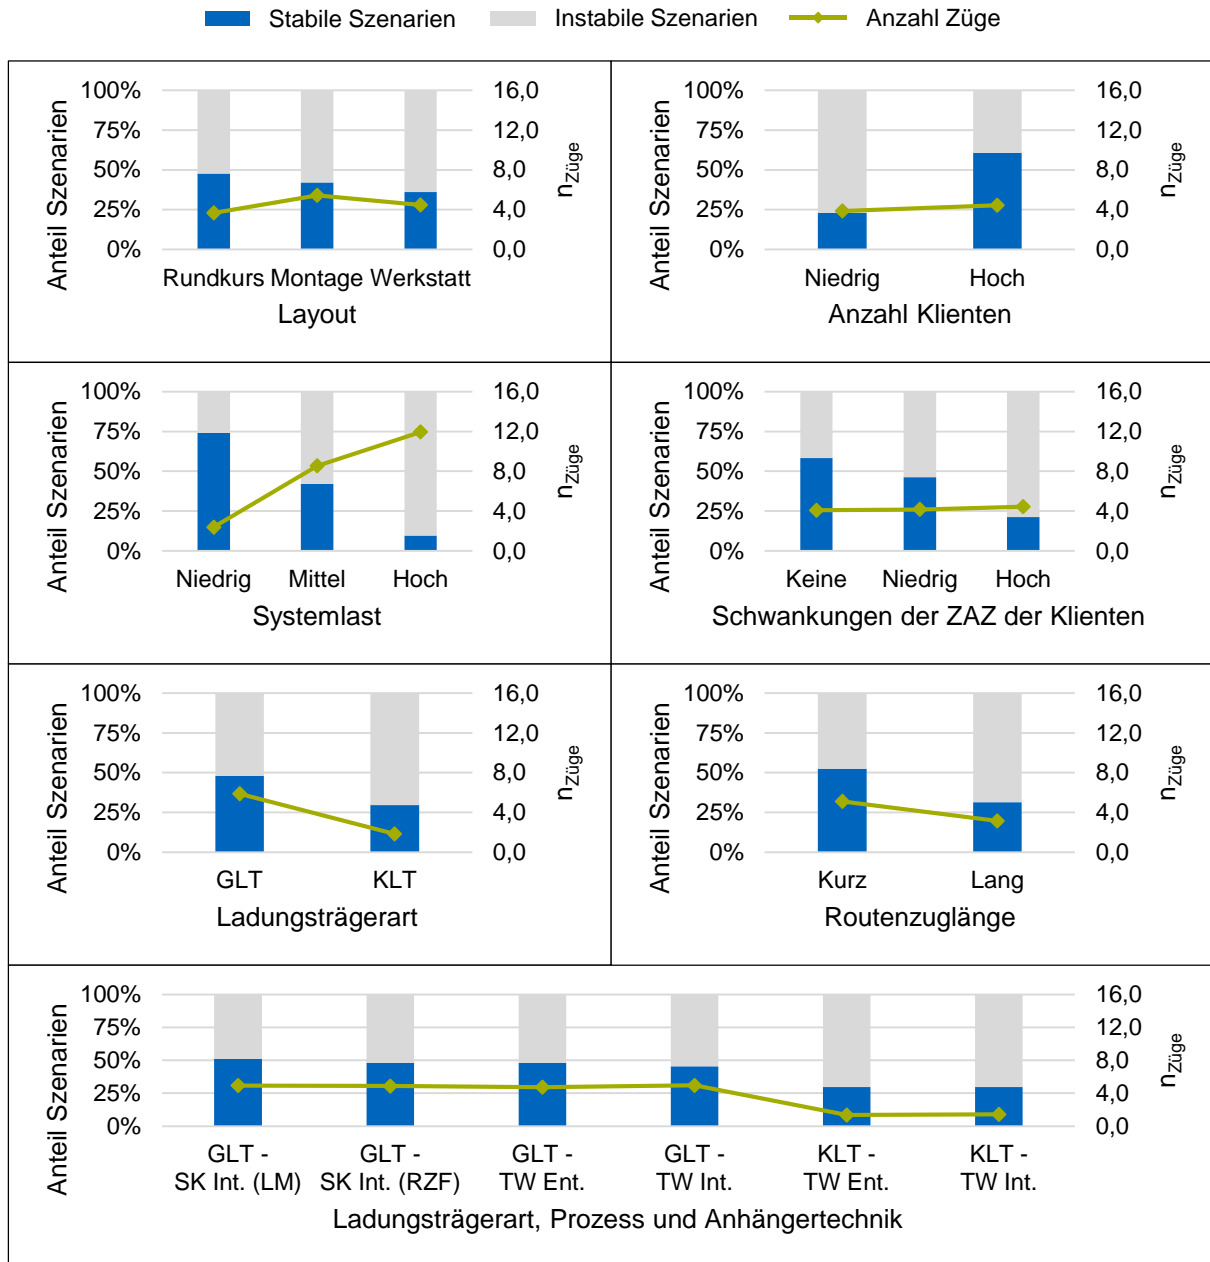 Stabile Szenarien Instabile Szenarien Anzahl Züge
Anteil Szenarien
100%
75%
50%
25%
0%
16,0
12,0
8,0
4,0
0,0
nZüge
Rundkurs Montage Werkstatt
Layout
Anteil Szenarien
100%
75%
50%
25%
0%
16,0
12,0
8,0
4,0
0,0
nZüge
Niedrig Hoch
Anzahl Klienten
Anteil Szenarien
100%
75%
50%
25%
0%
16,0
12,0
8,0
4,0
0,0
nZüge
Niedrig Mittel Hoch
Systemlast
Anteil Szenarien
100%
75%
50%
25%
0%
16,0
12,0
8,0
4,0
0,0
nZüge
Keine Niedrig Hoch
Schwankungen der ZAZ der Klienten
Anteil Szenarien
100%
75%
50%
25%
0%
16,0
12,0
8,0
4,0
0,0
nZüge
GLT KLT
Ladungsträgerart
Anteil Szenarien
100%
75%
50%
25%
0%
16,0
12,0
8,0
4,0
0,0
nZüge
Kurz Lang
Routenzuglänge
Anteil Szenarien
100%
75%
50%
25%
0%
16,0
12,0
8,0
4,0
0,0
nZüge
GLT - GLT - GLT - GLT - KLT - KLT -
SK Int. (LM) SK Int. (RZF) TW Ent. TW Int. TW Ent. TW Int.
Ladungsträgerart, Prozess und Anhängertechnik